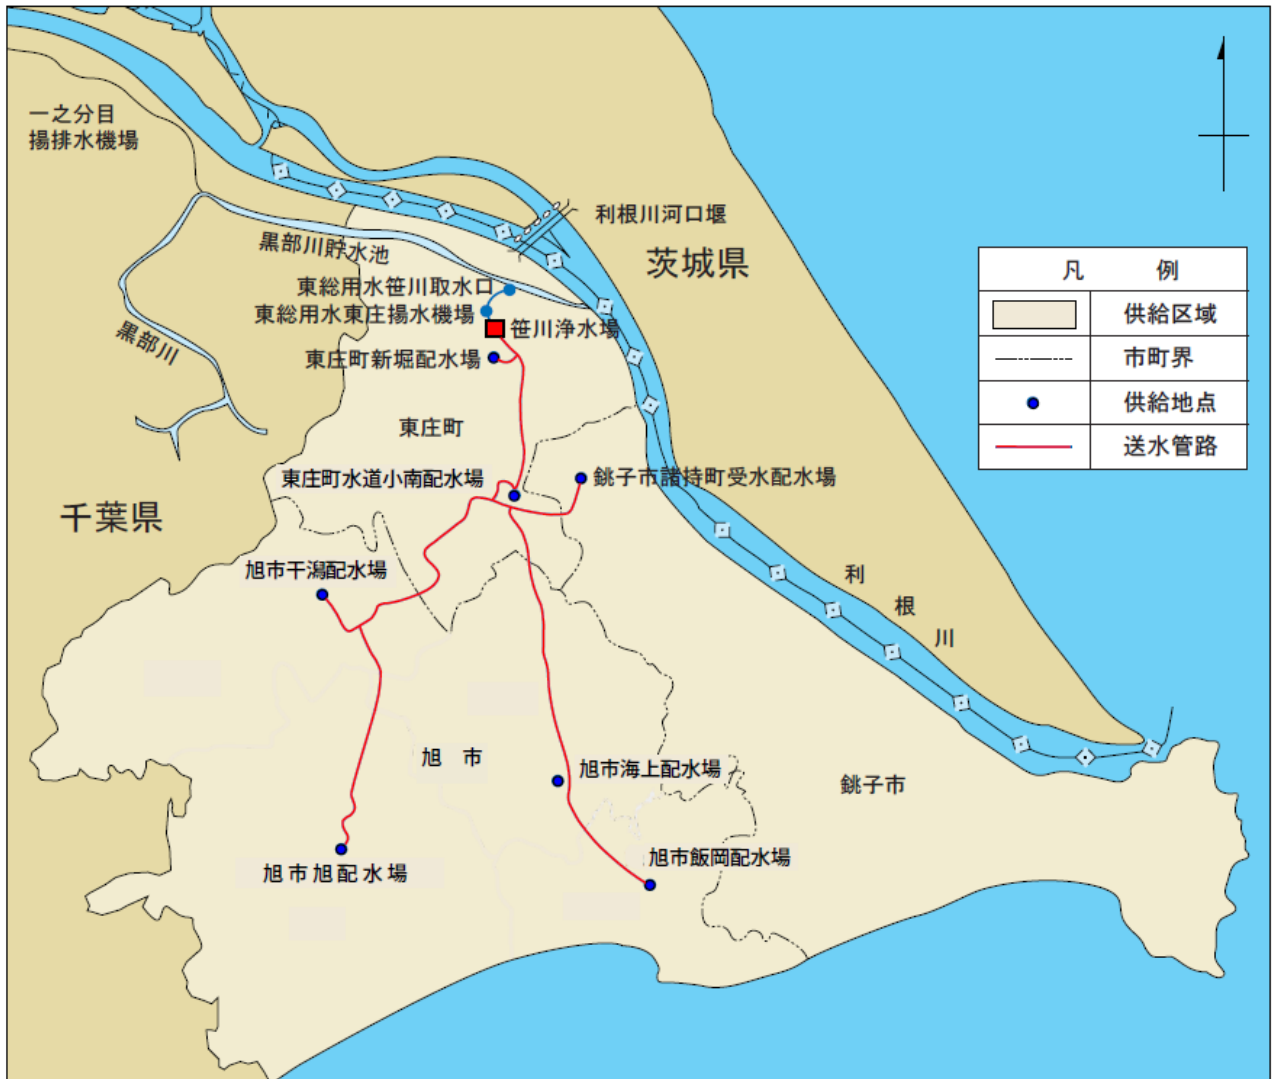 一之分目
揚排水機場
利根川河口堰
黒部川貯水池
茨城県
東総用水笹川取水口
東総用水東庄揚水機場
笹川浄水場
黒部川
東庄町新堀配水場
東庄町
東庄町水道小南配水場
銚子市諸持町受水配水場
千葉県
旭市干潟配水場
利根川
旭 市
旭市海上配水場
銚子市
旭市飯岡配水場
旭市旭配水場
凡 例
供給区域
市町界
供給地点
送水管路